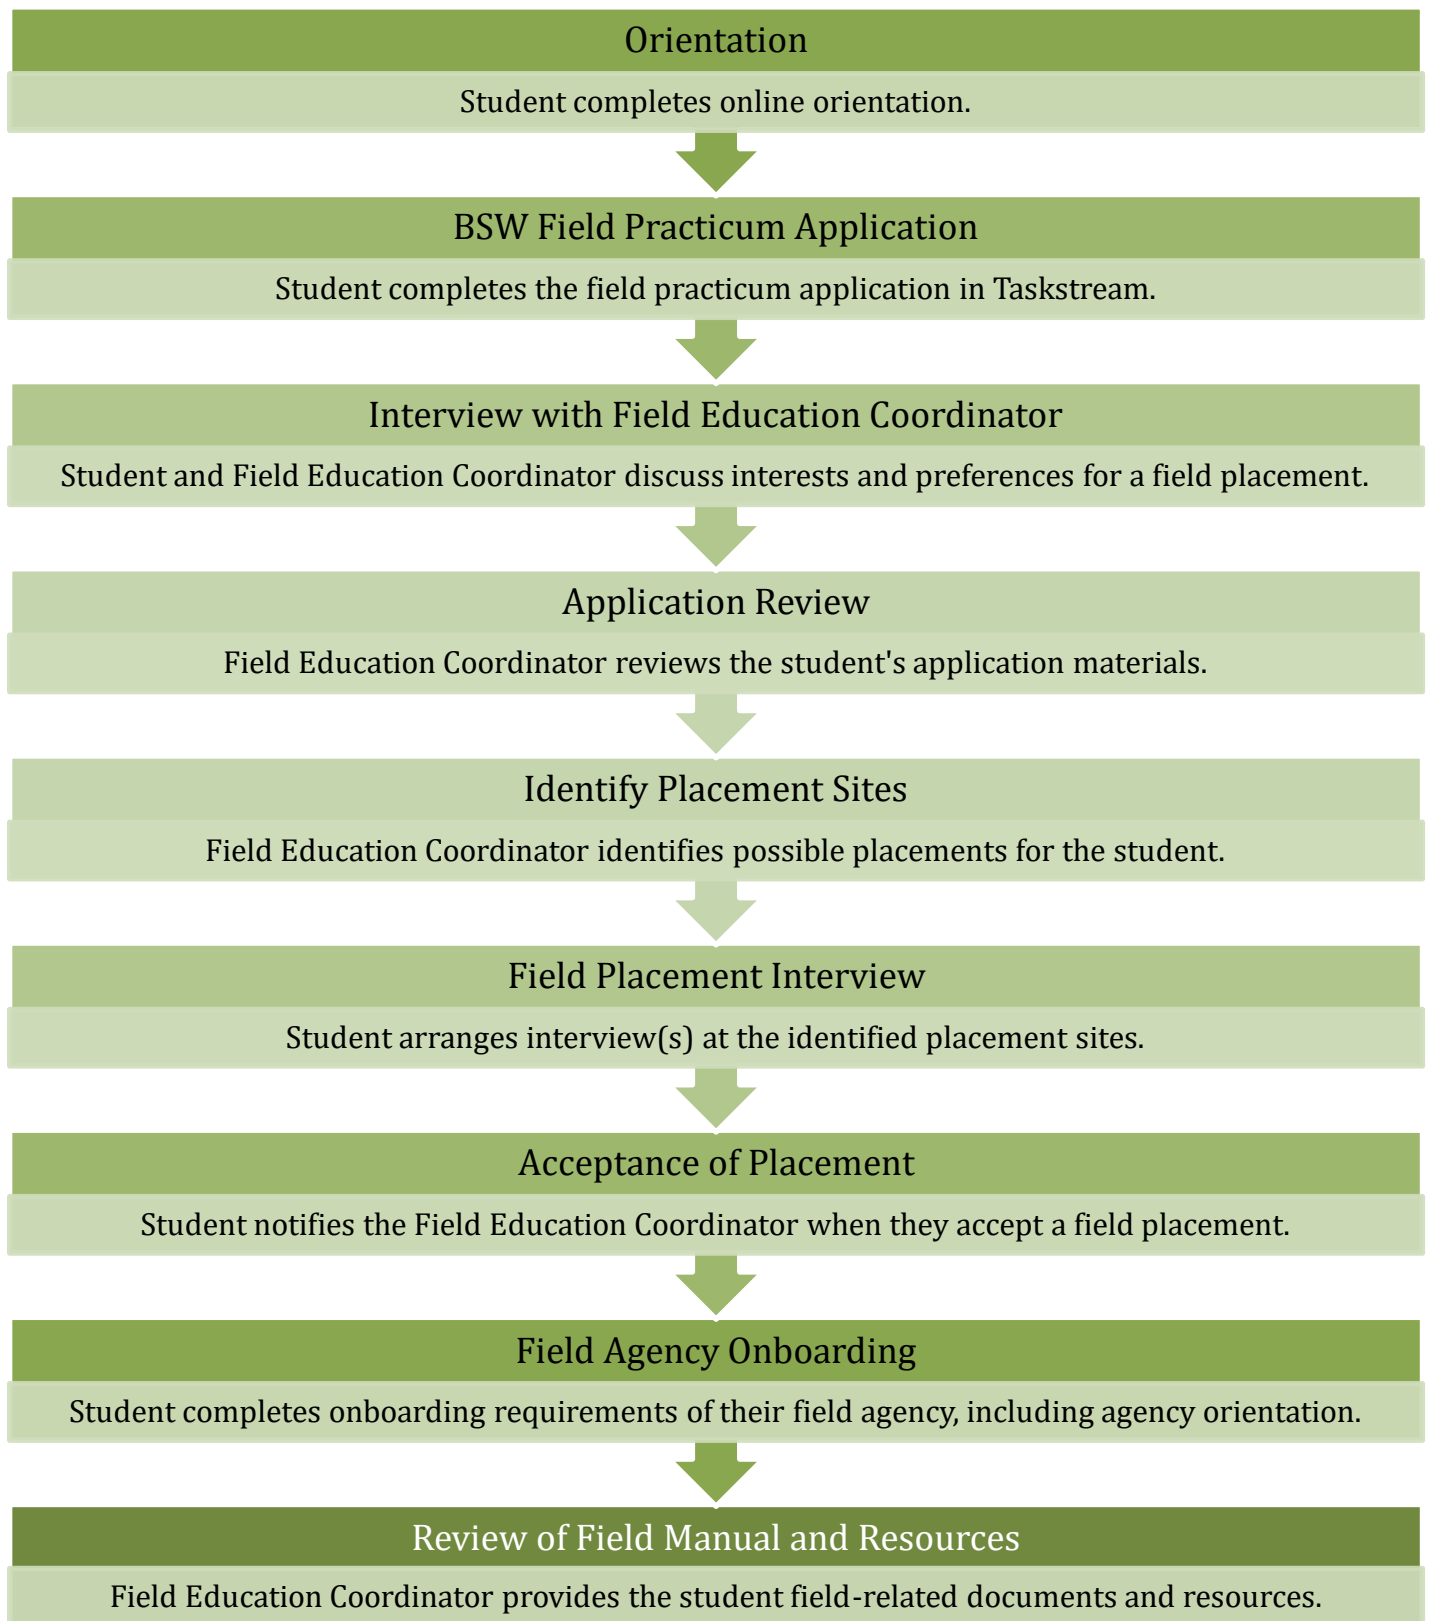 Orientation
Student completes online orientation.
BSW Field Practicum Application
Student completes the field practicum application in Taskstream.
Interview with Field Education Coordinator
Student and Field Education Coordinator discuss interests and preferences for a field placement.
Application Review
Field Education Coordinator reviews the student's application materials.
Identify Placement Sites
Field Education Coordinator identifies possible placements for the student.
Field Placement Interview
Student arranges interview(s) at the identified placement sites.
Acceptance of Placement
Student notifies the Field Education Coordinator when they accept a field placement.
Field Agency Onboarding
Student completes onboarding requirements of their field agency, including agency orientation.
Review of Field Manual and Resources
Field Education Coordinator provides the student field-related documents and resources.